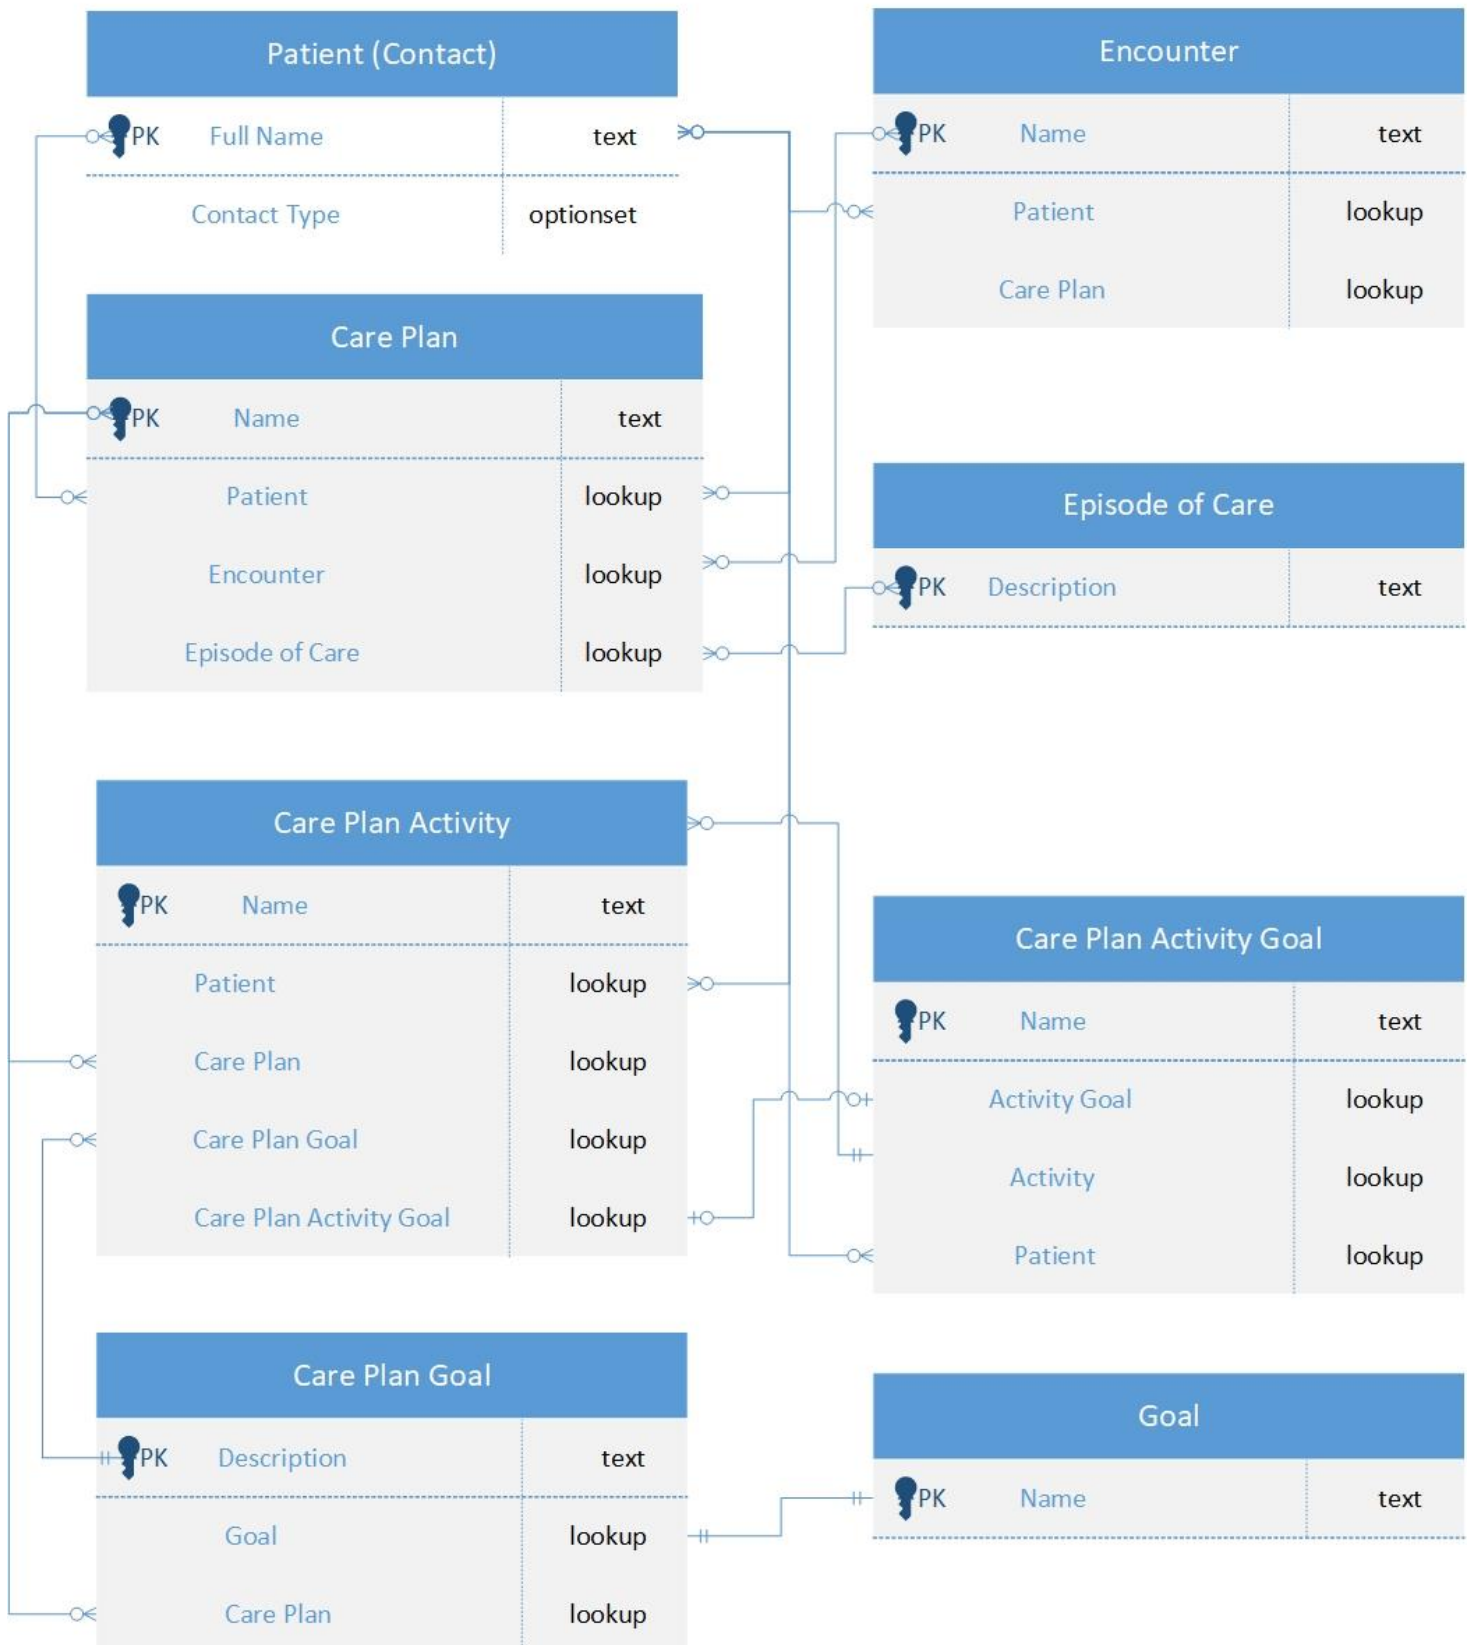 Patient (Contact)
PK Full Name text
Contact Type optionset
Encounter
PK Name text
Patient lookup
Care Plan lookup
Care Plan
PK Name text
Patient lookup
Encounter lookup
Episode of Care lookup
Episode of Care
PK Description text
Care Plan Activity
PK Name text
Patient lookup
Care Plan lookup
Care Plan Goal lookup
Care Plan Activity Goal lookup
Care Plan Activity Goal
PK Name text
Activity Goal lookup
Activity lookup
Patient lookup
Care Plan Goal
PK Description text
Goal lookup
Care Plan lookup
Goal
PK Name text